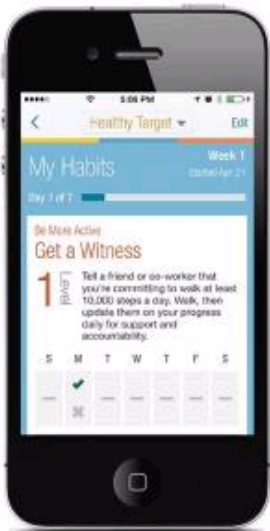 5:06 PM
Healthy Target
Edit
My Habits
Week 1
Started Apr 21
Day 1 of 7
Be More Active
Get a Witness
1 Level
Tell a friend or co-worker that
you're committing to walk at least
10,000 steps a day. Walk, then
update them on your progress
daily for support and
accountability.
S M T W T F S